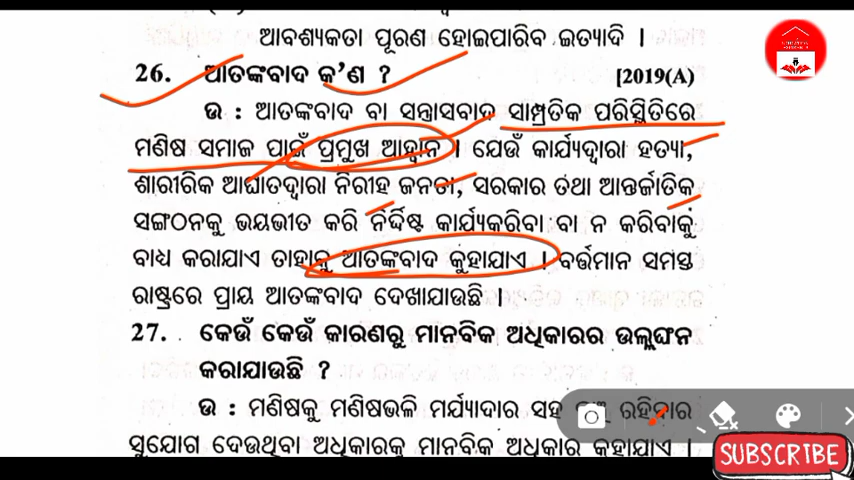 ଆବଶ୍ୟକତା ପୂରଣ ହୋଇପାରିବ ଇତ୍ୟାଦି ।
26. ଆତଙ୍କବାଦ କ'ଣ ? [2019(A)
ଉ : ଆତଙ୍କବାଦ ବା ସନ୍ତ୍ରାସବାଦ ସାମ୍ପ୍ରତିକ ପରିସ୍ଥିତିରେ
ମଣିଷ ସମାଜ ପାଇଁ ପ୍ରମୁଖ ଆହ୍ୱାନ । ଯେଉଁ କାର୍ଯ୍ୟଦ୍ୱାରା ହତ୍ୟା,
ଶାରୀରିକ ଆଘାତଦ୍ୱାରା ନିରୀହ ଜନତା, ସରକାର ତଥା ଆନ୍ତର୍ଜାତିକ
ସଙ୍ଗଠନକୁ ଭୟଭୀତ କରି ନିର୍ଦ୍ଦିଷ୍ଟ କାର୍ଯ୍ୟକରିବା ବା ନ କରିବାକୁ
ବାଧ୍ୟ କରାଯାଏ ତାହାକୁ ଆତଙ୍କବାଦ କୁହାଯାଏ । ବର୍ତ୍ତମାନ ସମସ୍ତ
ରାଷ୍ଟ୍ରରେ ପ୍ରାୟ ଆତଙ୍କବାଦ ଦେଖାଯାଉଛି ।
27. କେଉଁ କେଉଁ କାରଣରୁ ମାନବିକ ଅଧିକାରର ଉଲ୍ଲଙ୍ଘନ
କରାଯାଉଛି ?
ଉ : ମଣିଷକୁ ମଣିଷଭଳି ମର୍ଯ୍ୟାଦାର ସହ ରହିବାର
ସୁଯୋଗ ଦେଉଥିବା ଅଧିକାରକୁ ମାନବିକ ଅଧିକାର କୁହାଯାଏ ।
SUBSCRIBE